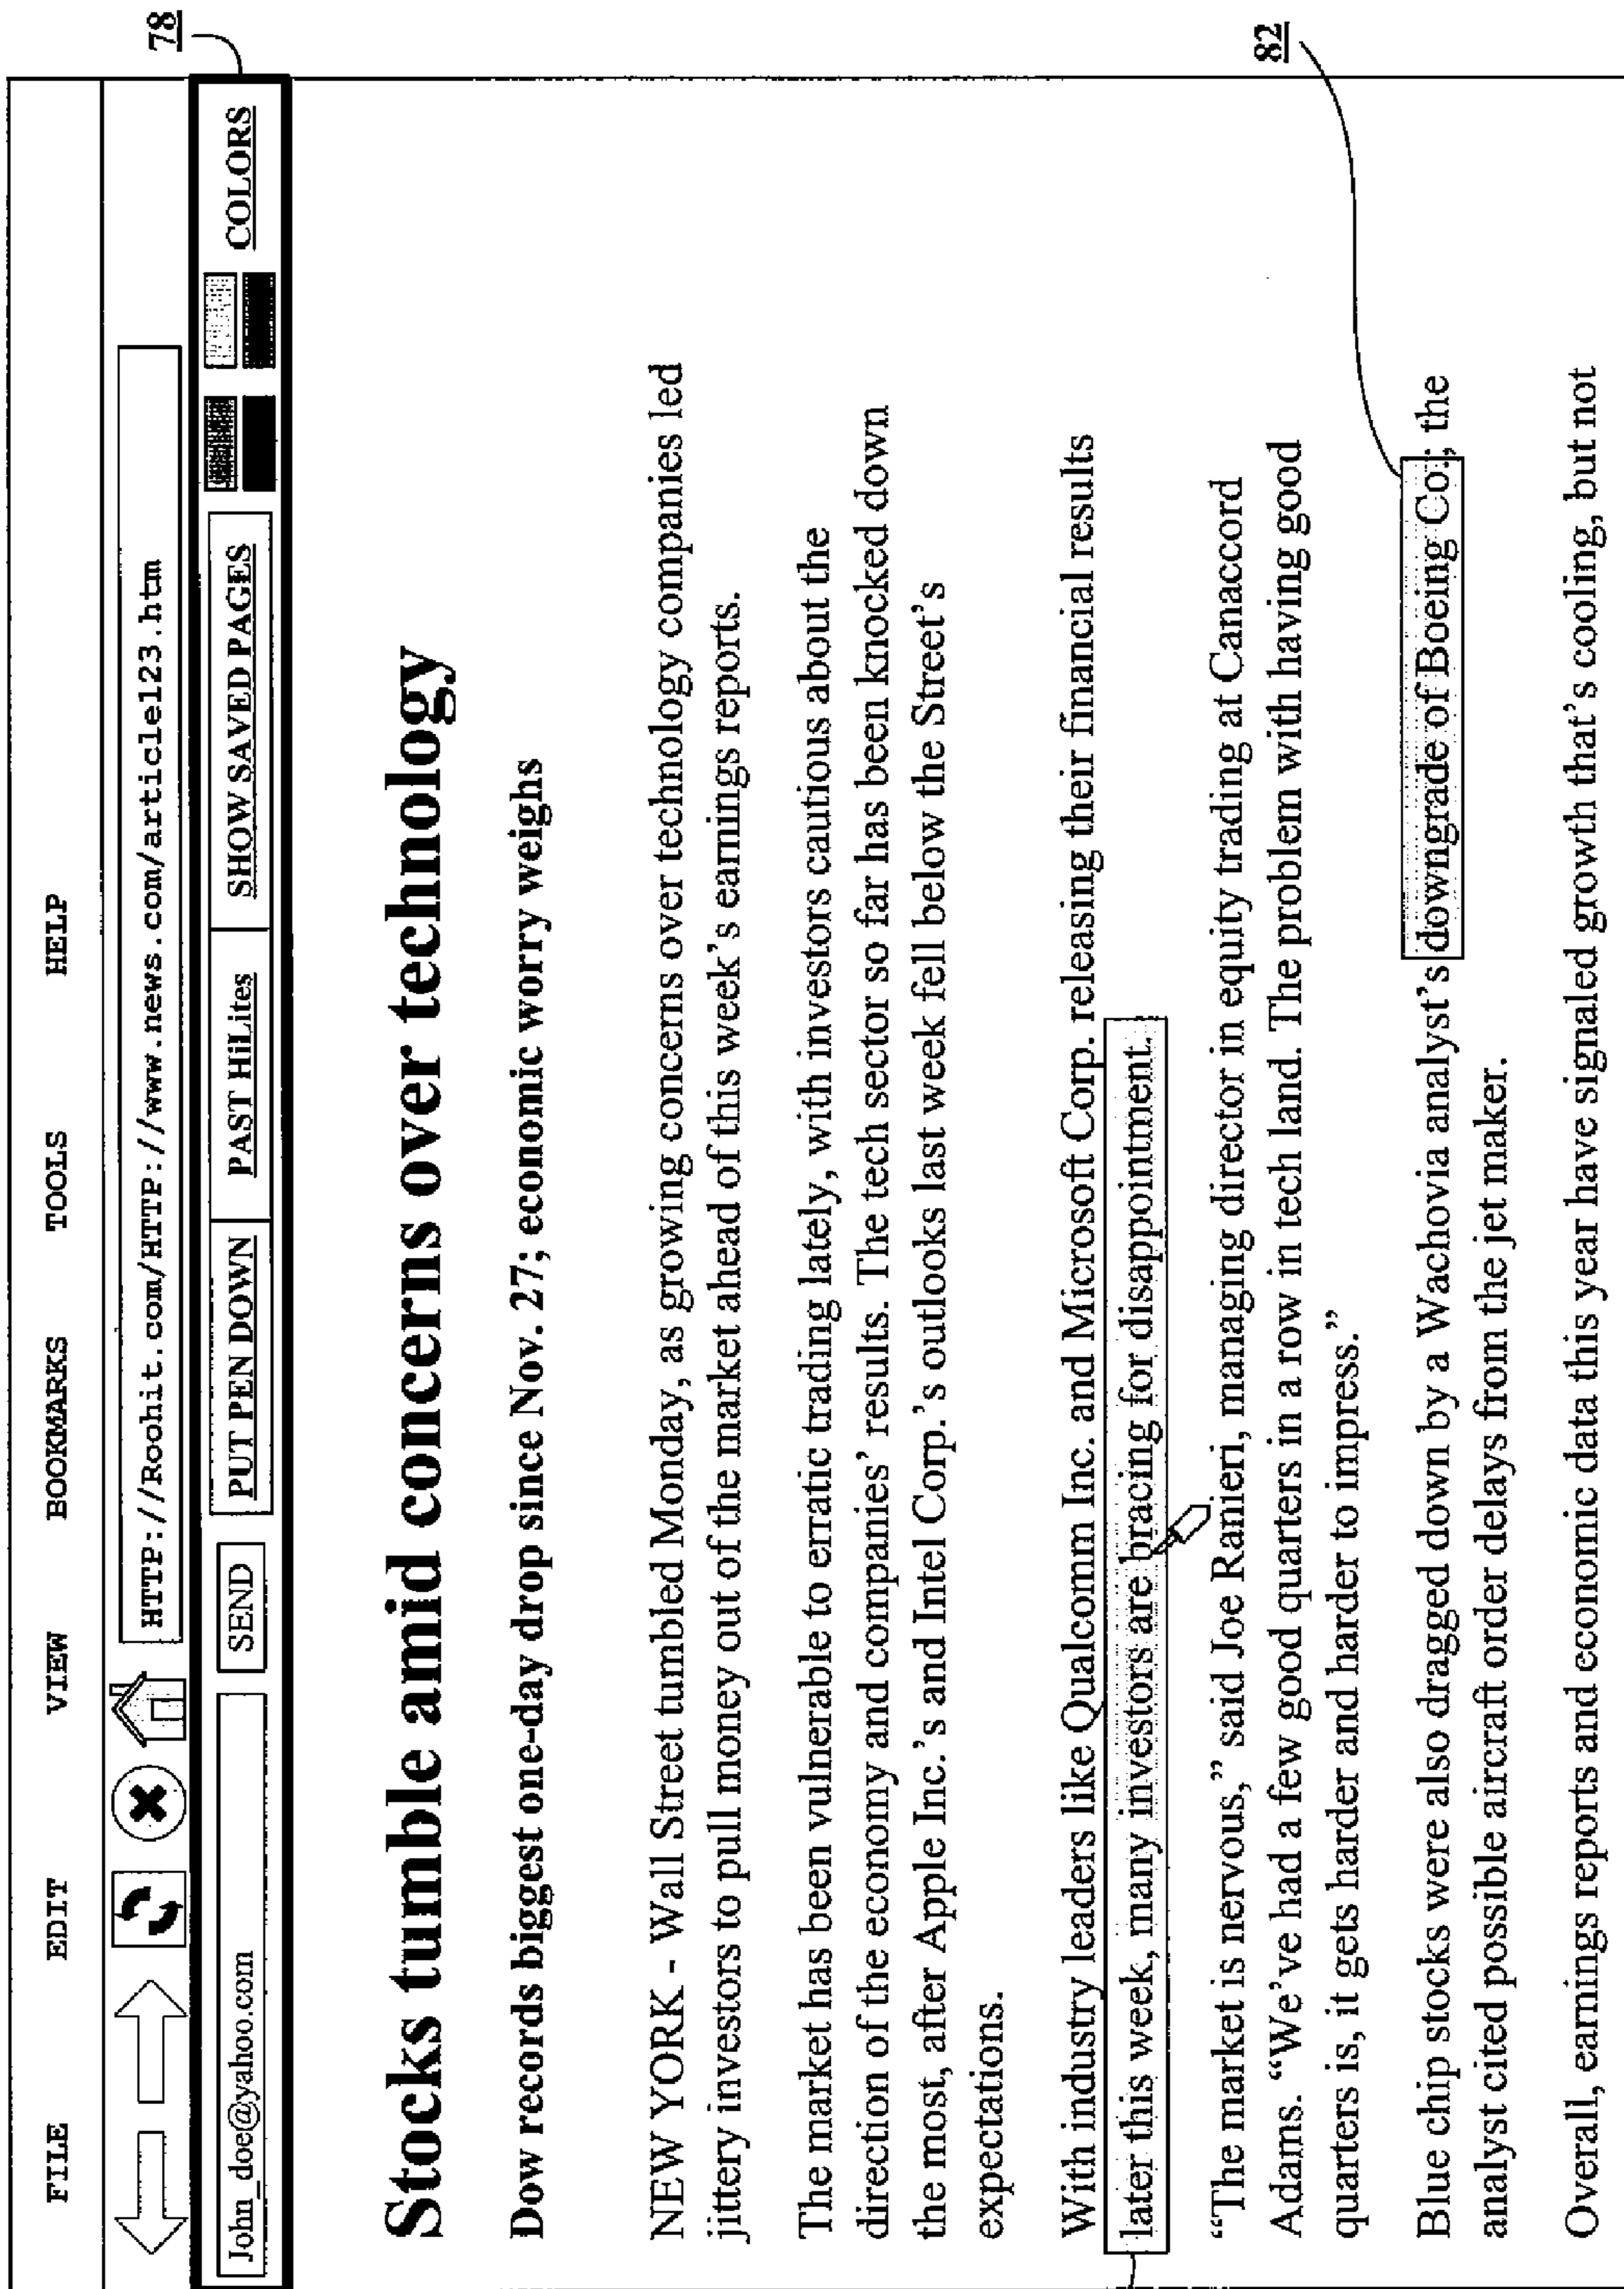 FILE EDIT VIEW BOOKMARKS TOOLS HELP
HTTP://Roohit.com/HTTP://www.news.com/article123.htm
John_doe@yahoo.com SEND PUT PEN DOWN PAST HiLites SHOW SAVED PAGES COLORS
78
Stocks tumble amid concerns over technology
Dow records biggest one-day drop since Nov. 27; economic worry weighs
NEW YORK - Wall Street tumbled Monday, as growing concerns over technology companies led
jittery investors to pull money out of the market ahead of this week's earnings reports.
The market has been vulnerable to erratic trading lately, with investors cautious about the
direction of the economy and companies' results. The tech sector so far has been knocked down
the most, after Apple Inc.'s and Intel Corp.'s outlooks last week fell below the Street's
expectations.
With industry leaders like Qualcomm Inc. and Microsoft Corp. releasing their financial results
later this week, many investors are bracing for disappointment.
82
“The market is nervous,” said Joe Ranieri, managing director in equity trading at Canaccord
Adams. “We've had a few good quarters in a row in tech land. The problem with having good
quarters is, it gets harder and harder to impress.”
Blue chip stocks were also dragged down by a Wachovia analyst's downgrade of Boeing Co.; the
analyst cited possible aircraft order delays from the jet maker.
Overall, earnings reports and economic data this year have signaled growth that's cooling, but not